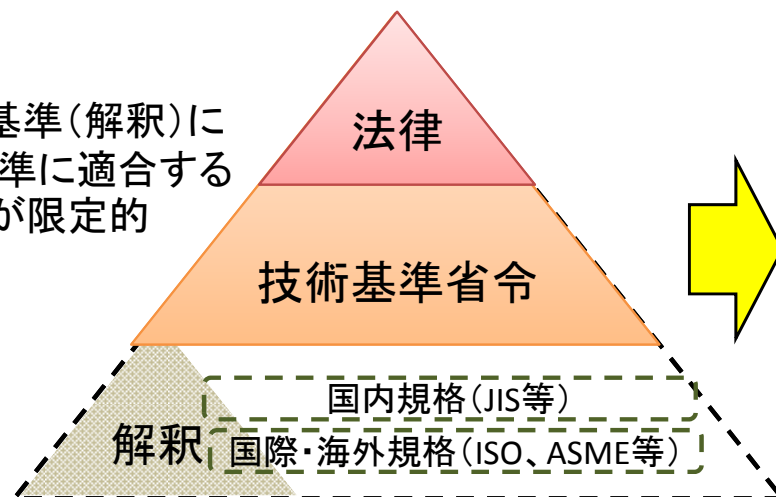 基準（解釈）に
準に適合する
が限定的
法律
技術基準省令
国内規格（JIS等）
解釈
国際・海外規格（ISO、ASME等）